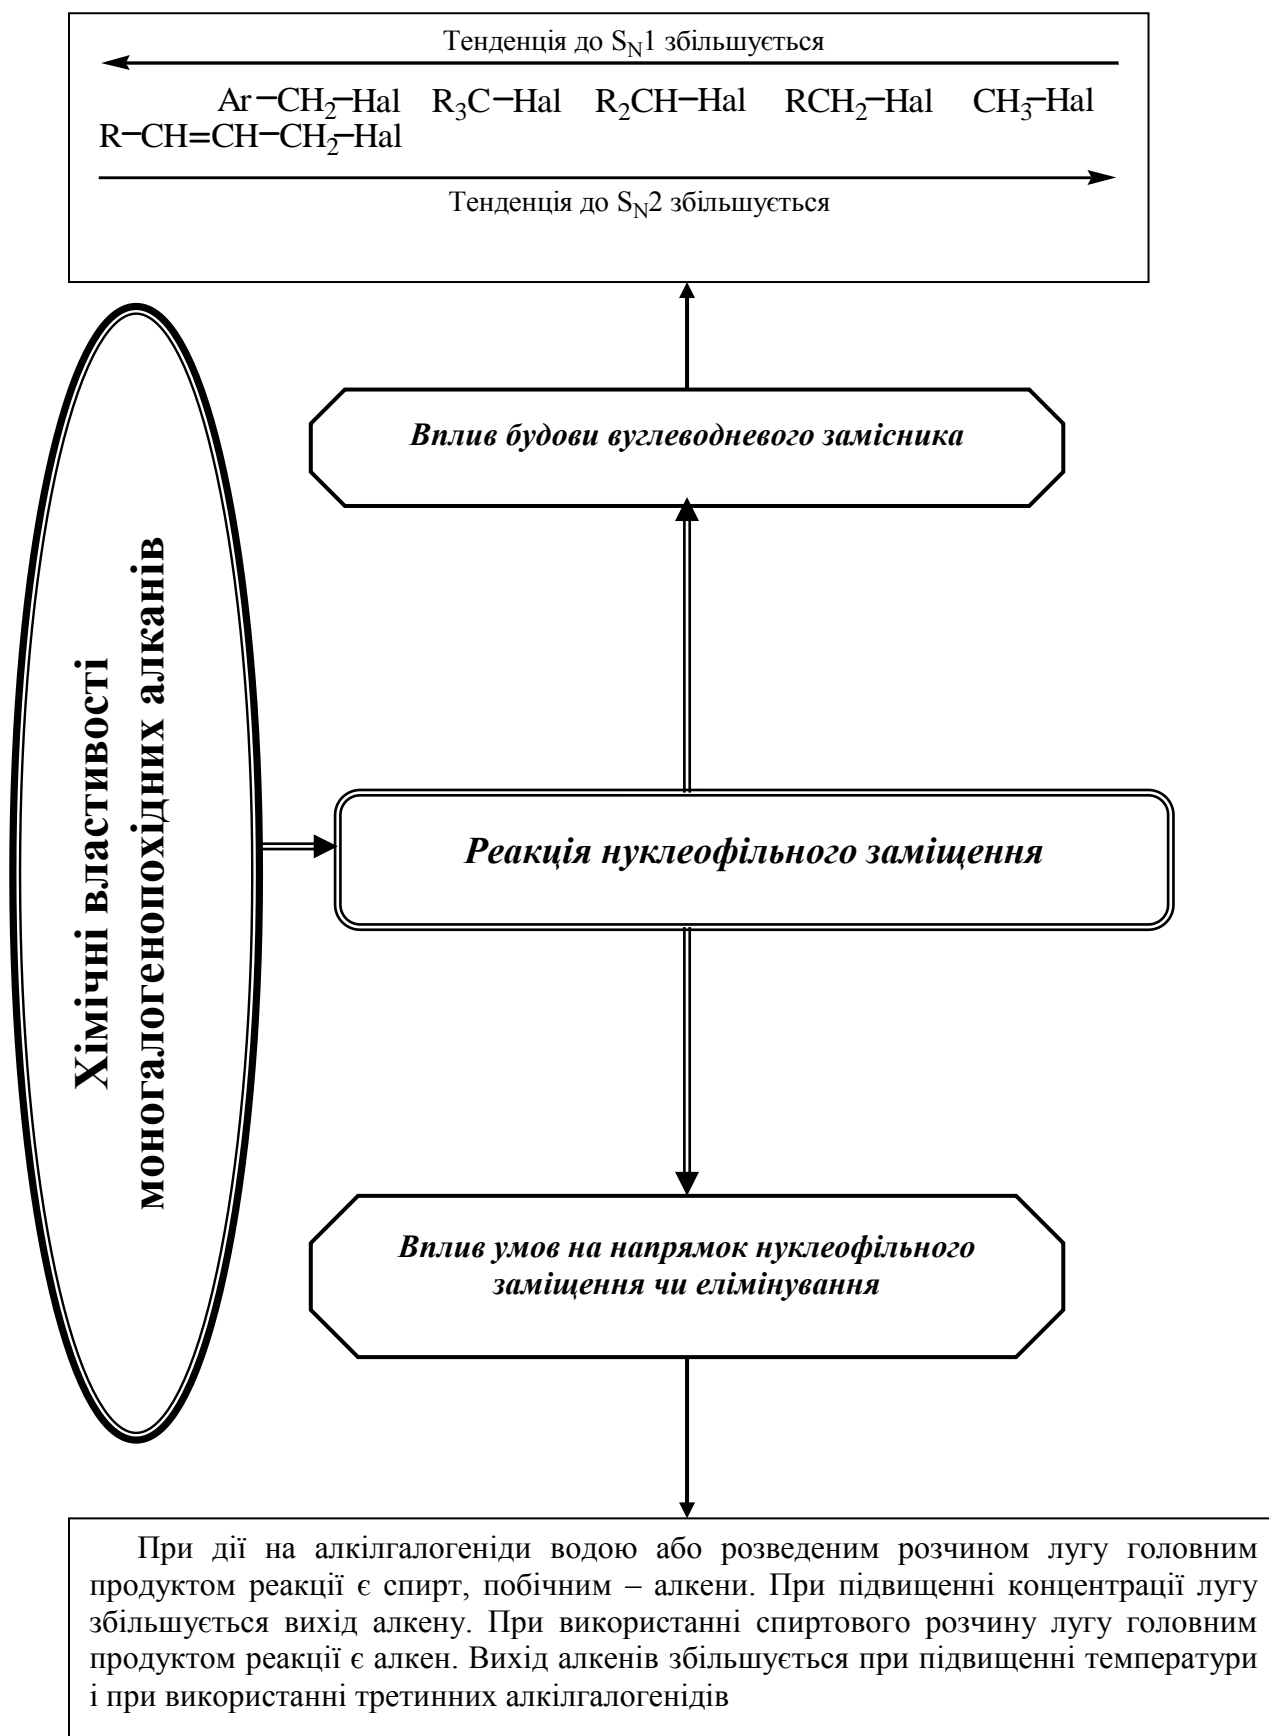 Тенденція до SN1 збільшується
Ar–CH2–Hal R3C–Hal R2CH–Hal RCH2–Hal CH3–Hal
R–CH=CH–CH2–Hal
Тенденція до SN2 збільшується
Вплив будови вуглеводневого замісника
Хімічні властивості
моногалогенопохідних алканів
Реакція нуклеофільного заміщення
Вплив умов на напрямок нуклеофільного
заміщення чи елімінування
При дії на алкілгалогеніди водою або розведеним розчином лугу головним
продуктом реакції є спирт, побічним – алкени. При підвищенні концентрації лугу
збільшується вихід алкену. При використанні спиртового розчину лугу головним
продуктом реакції є алкен. Вихід алкенів збільшується при підвищенні температури
і при використанні третинних алкілгалогенідів